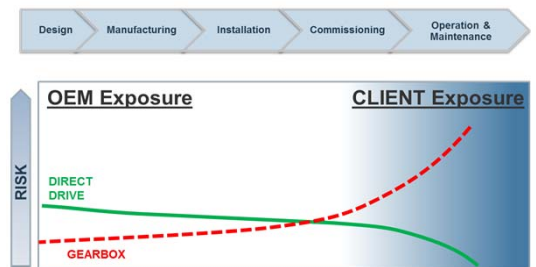 Design
Manufacturing
Installation
Commissioning
Operation &
Maintenance
OEM Exposure
CLIENT Exposure
RISK
DIRECT
DRIVE
GEARBOX